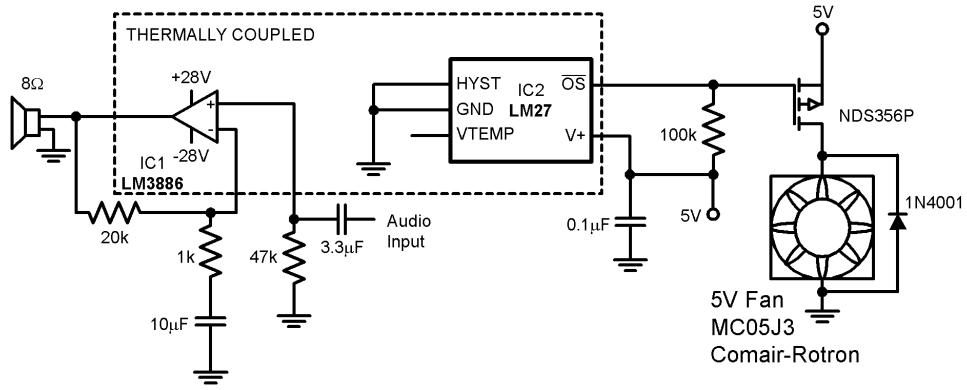 THERMALLY COUPLED
5V
8Ω
+28V
+
-
-28V
IC1
LM3886
HYST
GND
VTEMP
IC2
LM27
OS
V+
100k
NDS356P
20k
1k
47k
3.3µF
Audio
Input
0.1µF
5V
1N4001
10µF
5V Fan
MC05J3
Comair-Rotron